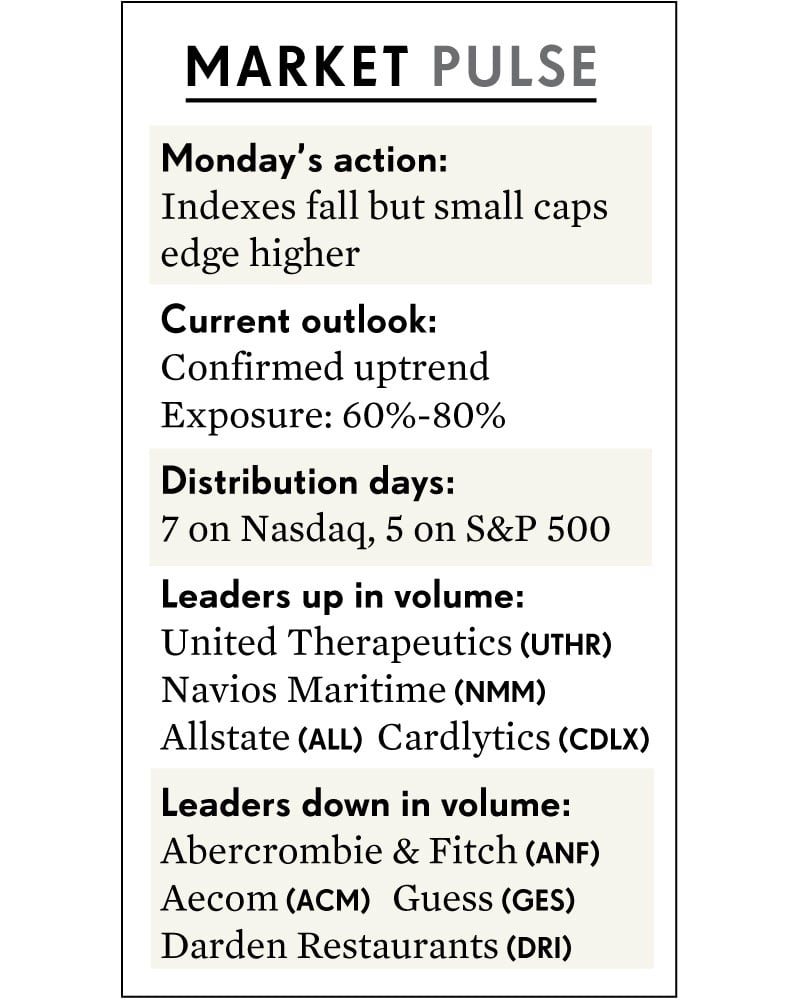 MARKET PULSE
Monday's action:
Indexes fall but small caps
edge higher
Current outlook:
Confirmed uptrend
Exposure: 60%-80%
Distribution days:
7 on Nasdaq, 5 on S&P 500
Leaders up in volume:
United Therapeutics (UTHR)
Navios Maritime (NMM)
Allstate (ALL) Cardlytics (CDLX)
Leaders down in volume:
Abercrombie & Fitch (ANF)
Aecom (ACM) Guess (GES)
Darden Restaurants (DRI)